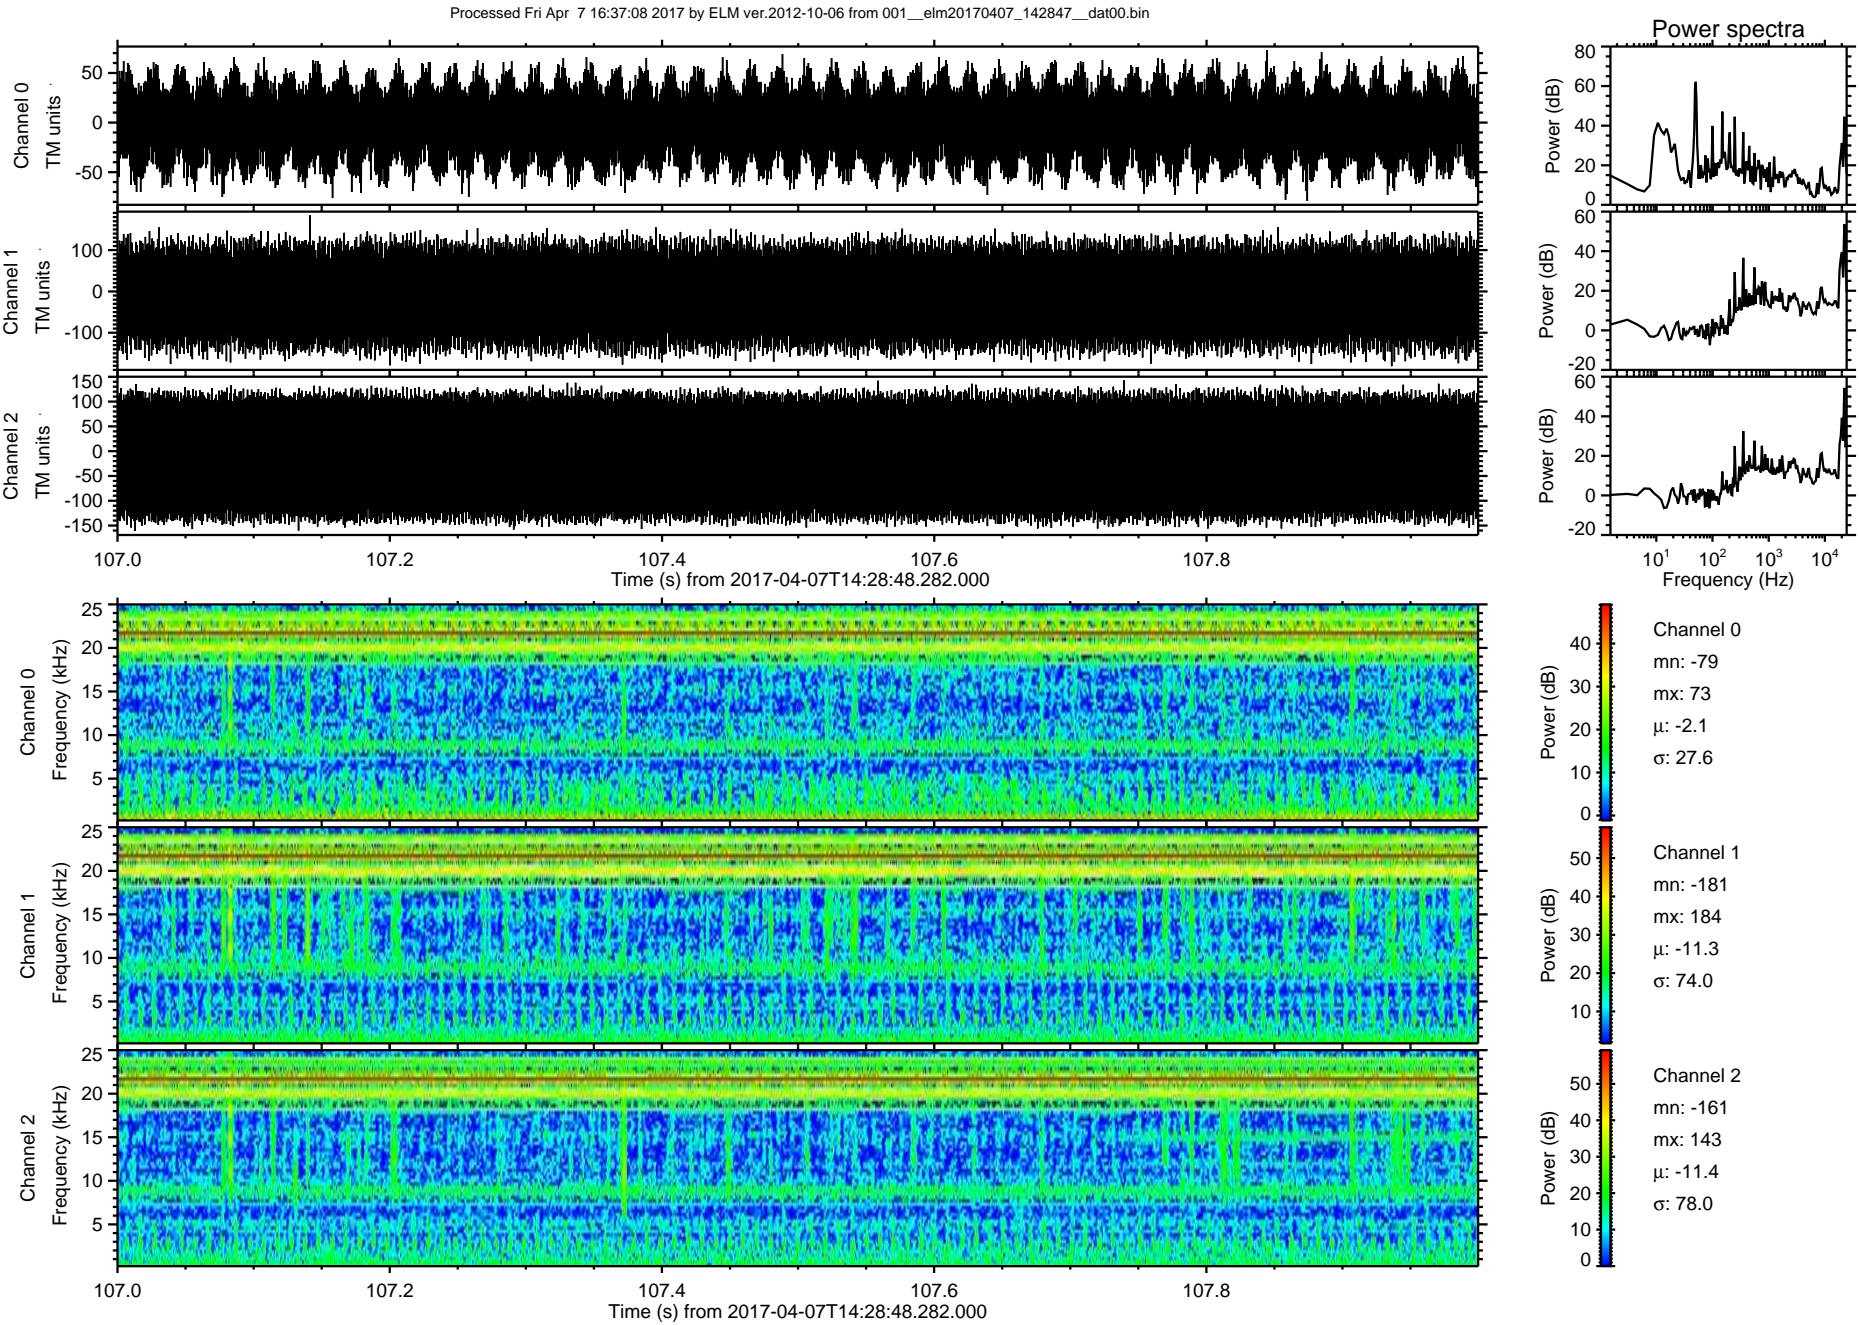 Processed Fri Apr 7 16:37:08 2017 by ELM ver.2012-10-06 from 001__elm20170407_142847__dat00.bin
Power spectra
Channel 0
TM units
50
0
-50
Power (dB)
80
60
40
20
0
Channel 1
TM units
100
0
-100
Power (dB)
60
40
20
0
-20
Channel 2
TM units
150
100
50
0
-50
-100
-150
Power (dB)
60
40
20
0
-20
107.0 107.2 107.4 107.6 107.8
Time (s) from 2017-04-07T14:28:48.282.000
10^1 10^2 10^3 10^4
Frequency (Hz)
Channel 0
Frequency (kHz)
25
20
15
10
5
Power (dB)
40
30
20
10
0
Channel 0
mn: -79
mx: 73
μ: -2.1
σ: 27.6
Channel 1
Frequency (kHz)
25
20
15
10
5
Power (dB)
50
40
30
20
10
Channel 1
mn: -181
mx: 184
μ: -11.3
σ: 74.0
Channel 2
Frequency (kHz)
25
20
15
10
5
Power (dB)
50
40
30
20
10
0
Channel 2
mn: -161
mx: 143
μ: -11.4
σ: 78.0
107.0 107.2 107.4 107.6 107.8
Time (s) from 2017-04-07T14:28:48.282.000